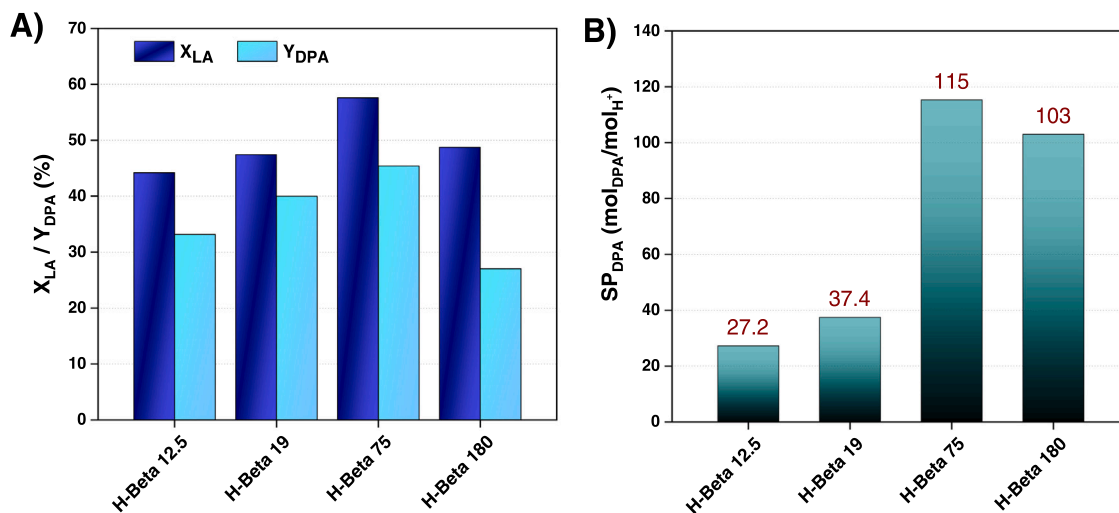 A)
X_LA / Y_DPA (%)
70
60
50
40
30
20
10
0
X_LA Y_DPA
H-Beta 12.5 H-Beta 19 H-Beta 75 H-Beta 180
B)
SP_DPA (mol_DPA/mol_H⁺)
140
120
100
80
60
40
20
0
27.2 37.4 115 103
H-Beta 12.5 H-Beta 19 H-Beta 75 H-Beta 180